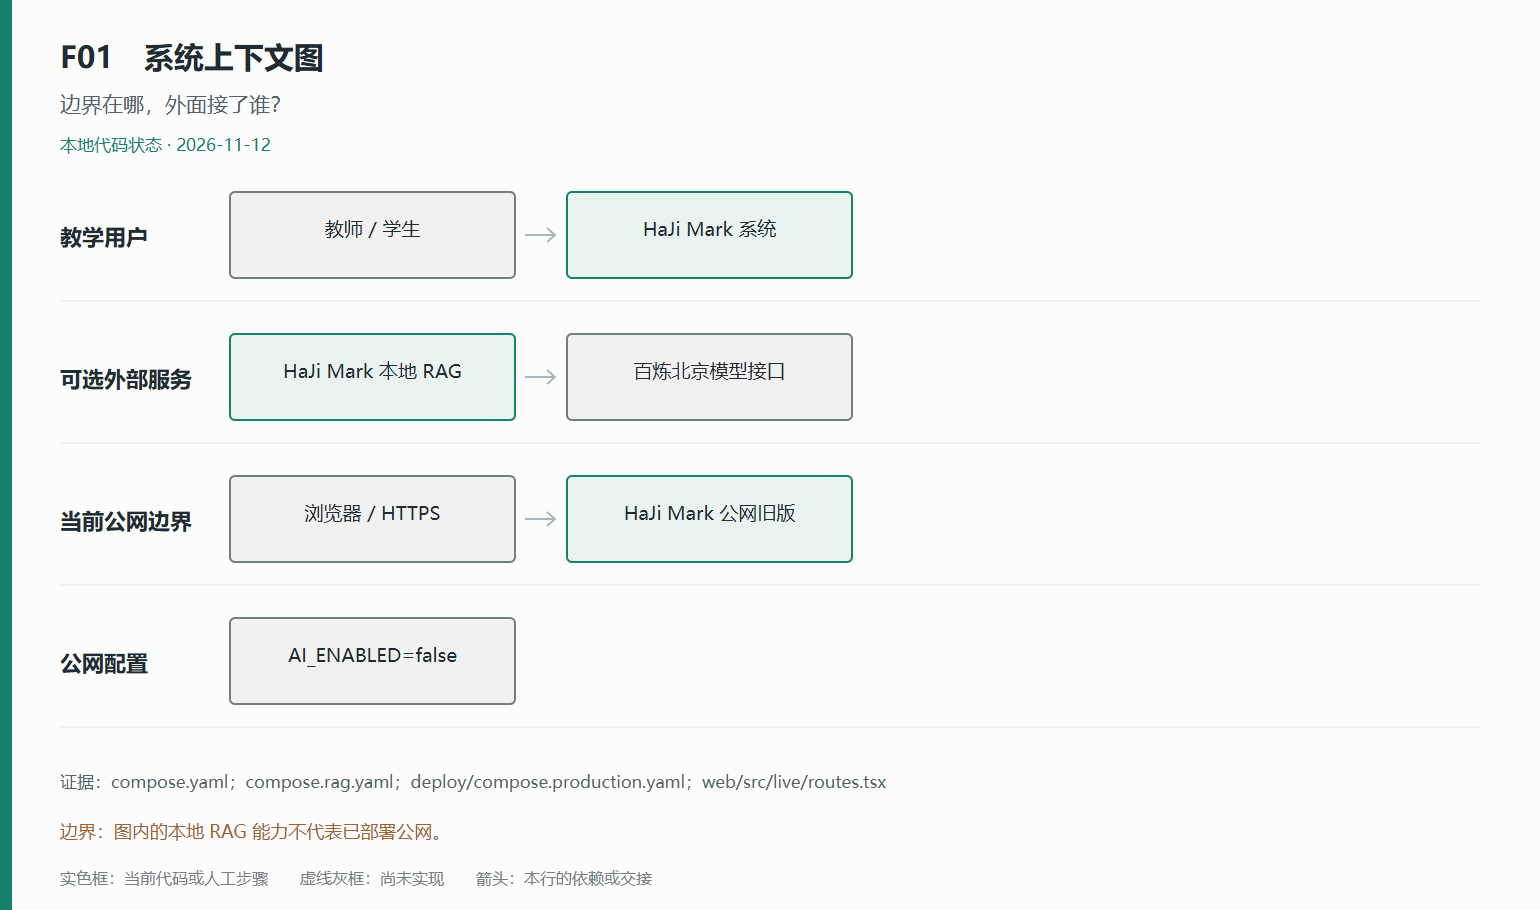 F01 系统上下文图
边界在哪，外面接了谁？
本地代码状态 · 2026-11-12
教学用户
教师 / 学生
HaJi Mark 系统
可选外部服务
HaJi Mark 本地 RAG
百炼北京模型接口
当前公网边界
浏览器 / HTTPS
HaJi Mark 公网旧版
公网配置
AI_ENABLED=false
证据：compose.yaml；compose.rag.yaml；deploy/compose.production.yaml；web/src/live/routes.tsx
边界：图内的本地 RAG 能力不代表已部署公网。
实色框：当前代码或人工步骤 虚线灰框：尚未实现 箭头：本行的依赖或交接